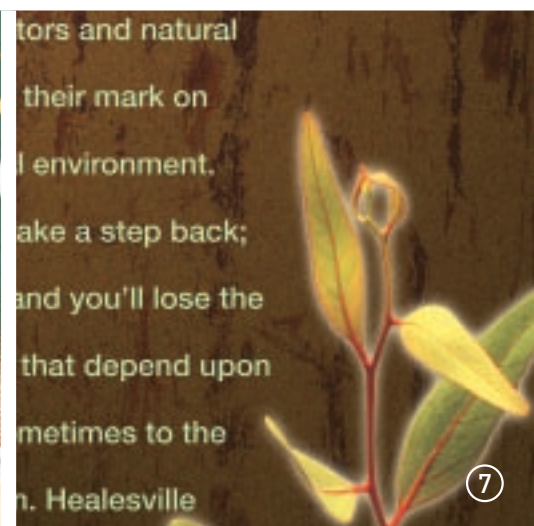 tors and natural
their mark on
l environment.
ake a step back;
and you'll lose the
that depend upon
metimes to the
n. Healesville
7